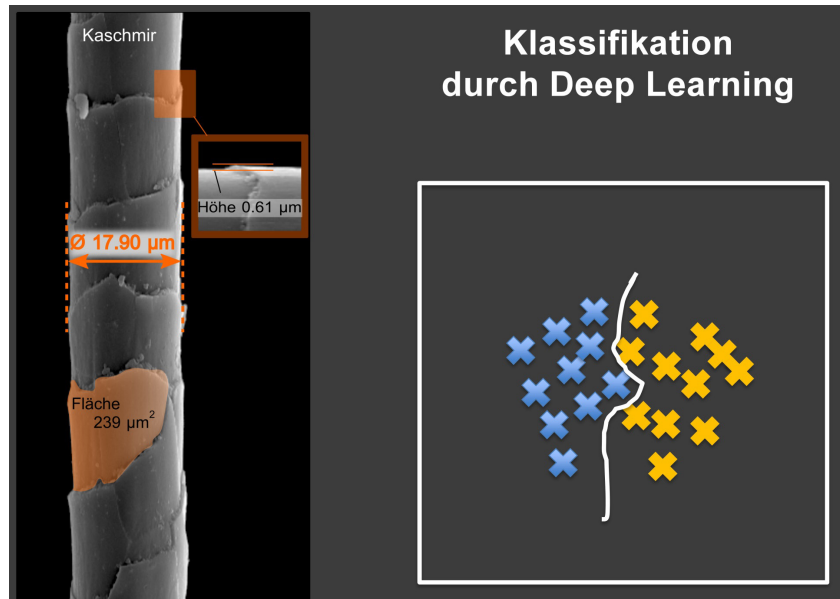 Kaschmir
Klassifikation
durch Deep Learning
Höhe 0.61 µm
Ø 17.90 µm
Fläche
239 µm²